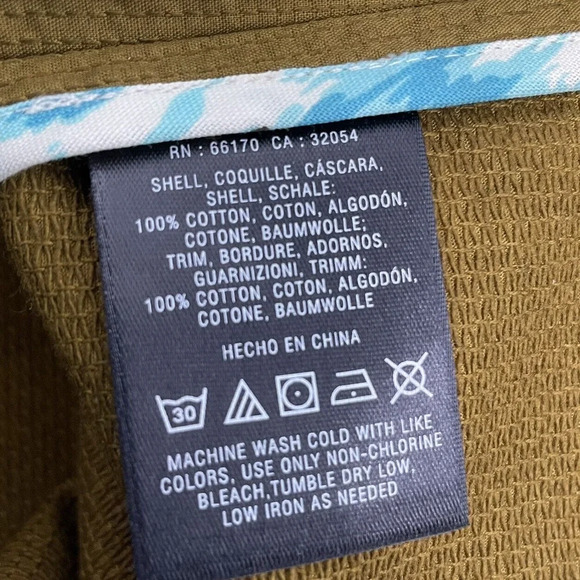 RN : 66170 CA : 32054
SHELL, COQUILLE, CÁSCARA,
SHELL, SCHALE:
100% COTTON, COTON, ALGODÓN,
COTONE, BAUMWOLLE;
TRIM, BORDURE, ADORNOS,
GUARNIZIONI, TRIMM:
100% COTTON, COTON, ALGODÓN,
COTONE, BAUMWOLLE
HECHO EN CHINA
30
MACHINE WASH COLD WITH LIKE
COLORS, USE ONLY NON-CHLORINE
BLEACH,TUMBLE DRY LOW,
LOW IRON AS NEEDED